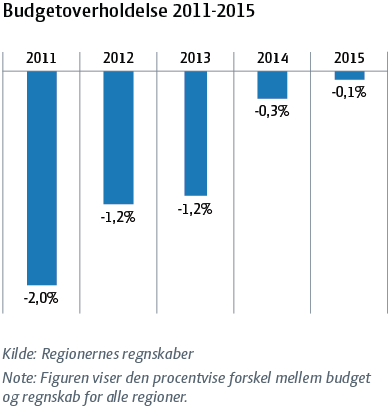 Budgetoverholdelse 2011-2015
2011 2012 2013 2014 2015
-0,1%
-0,3%
-1,2% -1,2%
-2,0%
Kilde: Regionernes regnskaber
Note: Figuren viser den procentvise forskel mellem budget
og regnskab for alle regioner.